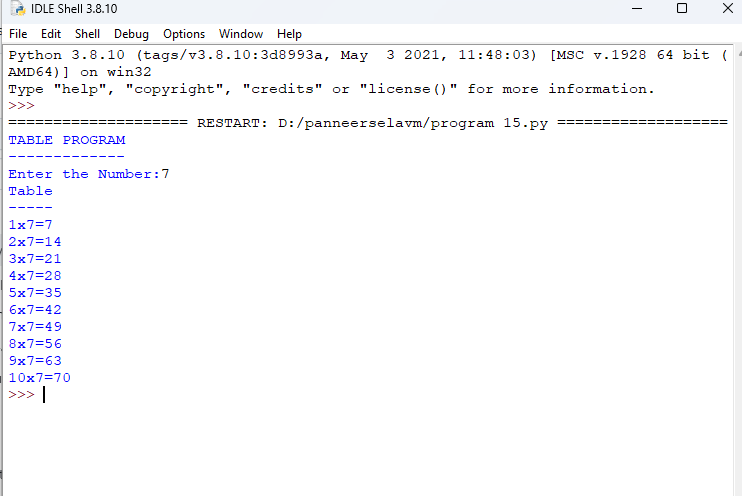 IDLE Shell 3.8.10
File Edit Shell Debug Options Window Help
Python 3.8.10 (tags/v3.8.10:3d8993a, May  3 2021, 11:48:03) [MSC v.1928 64 bit (
AMD64)] on win32
Type "help", "copyright", "credits" or "license()" for more information.
>>>
==================== RESTART: D:/panneerselavm/program 15.py ===================
TABLE PROGRAM
-------------
Enter the Number:7
Table
-----
1x7=7
2x7=14
3x7=21
4x7=28
5x7=35
6x7=42
7x7=49
8x7=56
9x7=63
10x7=70
>>>